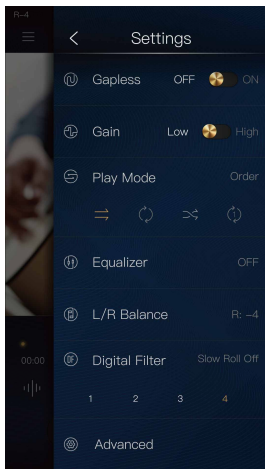 R-4
Settings
Gapless OFF ON
Gain Low High
Play Mode Order
Equalizer OFF
L/R Balance R: -4
00:00
Digital Filter Slow Roll Off
1 2 3 4
Advanced